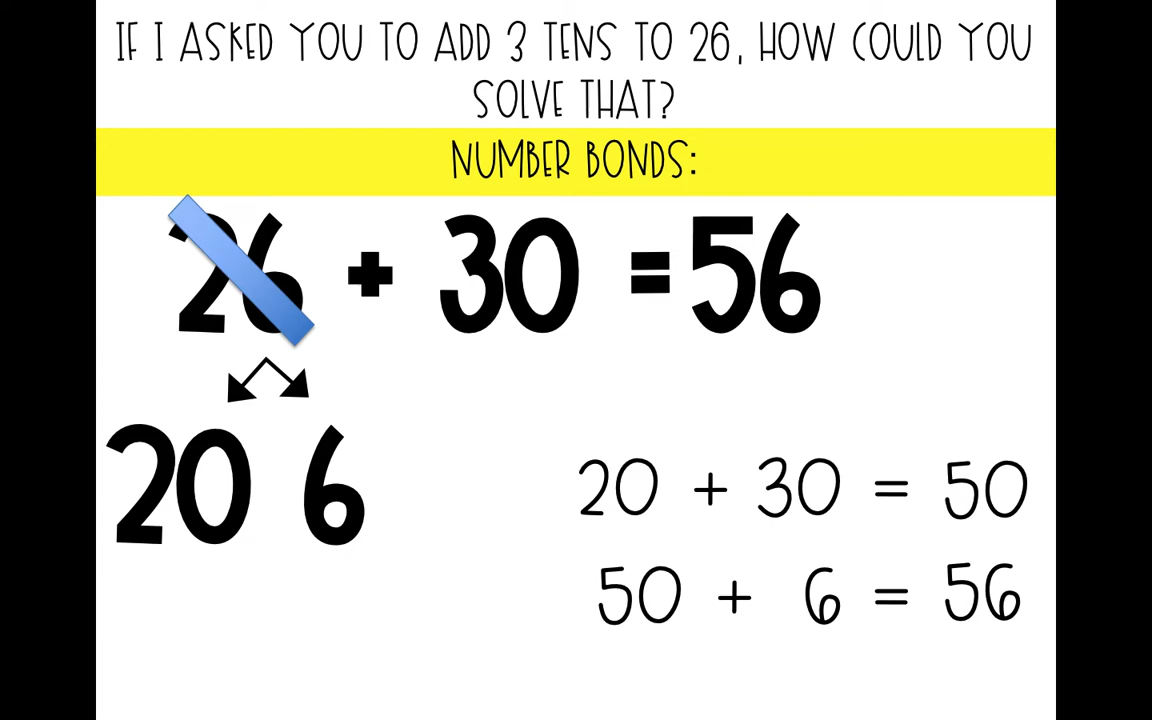 IF I ASKED YOU TO ADD 3 TENS TO 26, HOW COULD YOU
SOLVE THAT?
NUMBER BONDS:
26 + 30 = 56
20 6
20 + 30 = 50
50 + 6 = 56